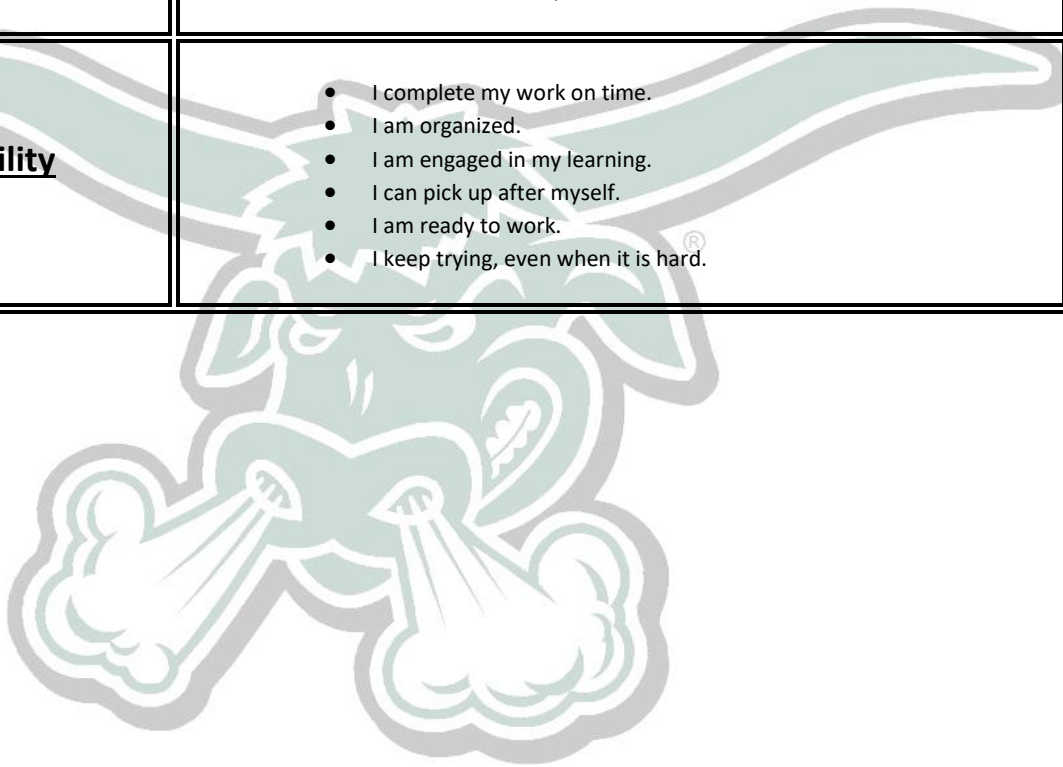 ility
• I complete my work on time.
• I am organized.
• I am engaged in my learning.
• I can pick up after myself.
• I am ready to work.
• I keep trying, even when it is hard.
®